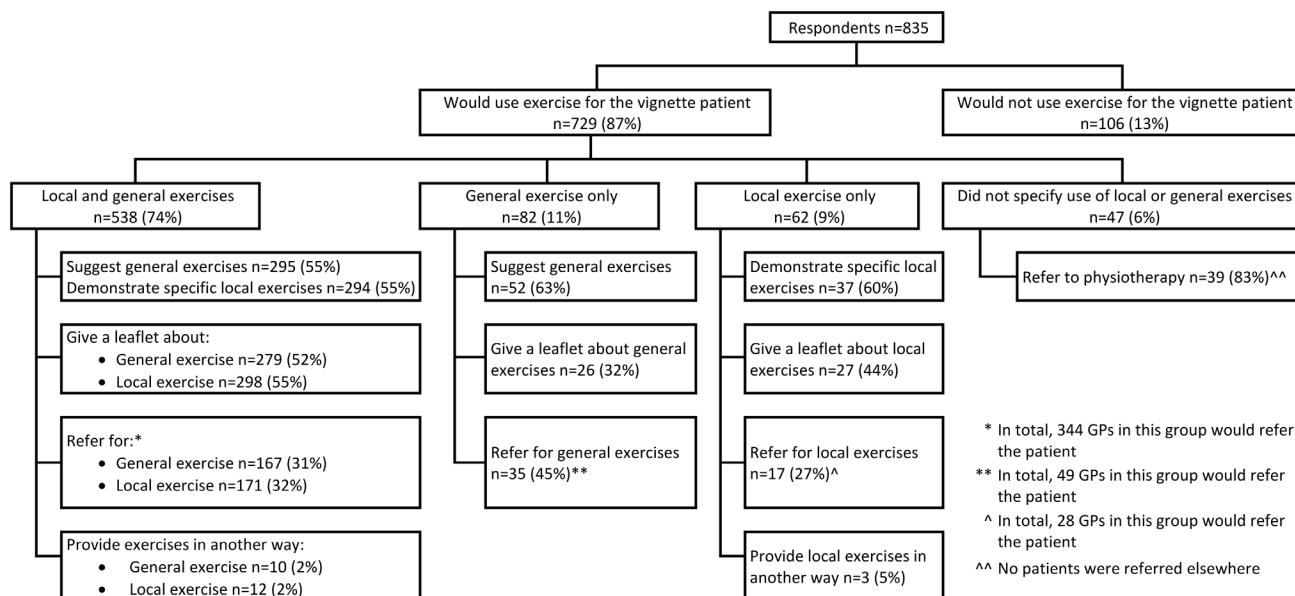 Respondents n=835
Would use exercise for the vignette patient
n=729 (87%)
Would not use exercise for the vignette patient
n=106 (13%)
Local and general exercises
n=538 (74%)
General exercise only
n=82 (11%)
Local exercise only
n=62 (9%)
Did not specify use of local or general exercises
n=47 (6%)
Suggest general exercises n=295 (55%)
Demonstrate specific local exercises n=294 (55%)
Give a leaflet about:
• General exercise n=279 (52%)
• Local exercise n=298 (55%)
Refer for:*
• General exercise n=167 (31%)
• Local exercise n=171 (32%)
Provide exercises in another way:
• General exercise n=10 (2%)
• Local exercise n=12 (2%)
Suggest general exercises
n=52 (63%)
Give a leaflet about general
exercises n=26 (32%)
Refer for general exercises
n=35 (45%)**
Demonstrate specific local
exercises n=37 (60%)
Give a leaflet about local
exercises n=27 (44%)
Refer for local exercises
n=17 (27%)^
Provide local exercises in
another way n=3 (5%)
Refer to physiotherapy n=39 (83%)^^
* In total, 344 GPs in this group would refer
the patient
** In total, 49 GPs in this group would refer
the patient
^ In total, 28 GPs in this group would refer
the patient
^^ No patients were referred elsewhere